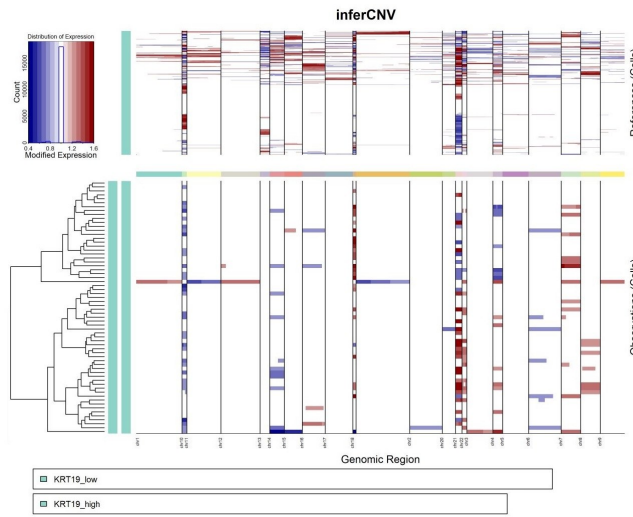 inferCNV
Distribution of Expression
Count
0
5000
10000
15000
0.4
0.8
1
1.2
1.6
Modified Expression
References (Cells)
Observations (Cells)
chr1
chr10
chr11
chr12
chr13
chr14
chr15
chr16
chr17
chr19
chr2
chr20
chr21
chr22
chr3
chr4
chr5
chr6
chr7
chr8
chr9
Genomic Region
KRT19_low
KRT19_high